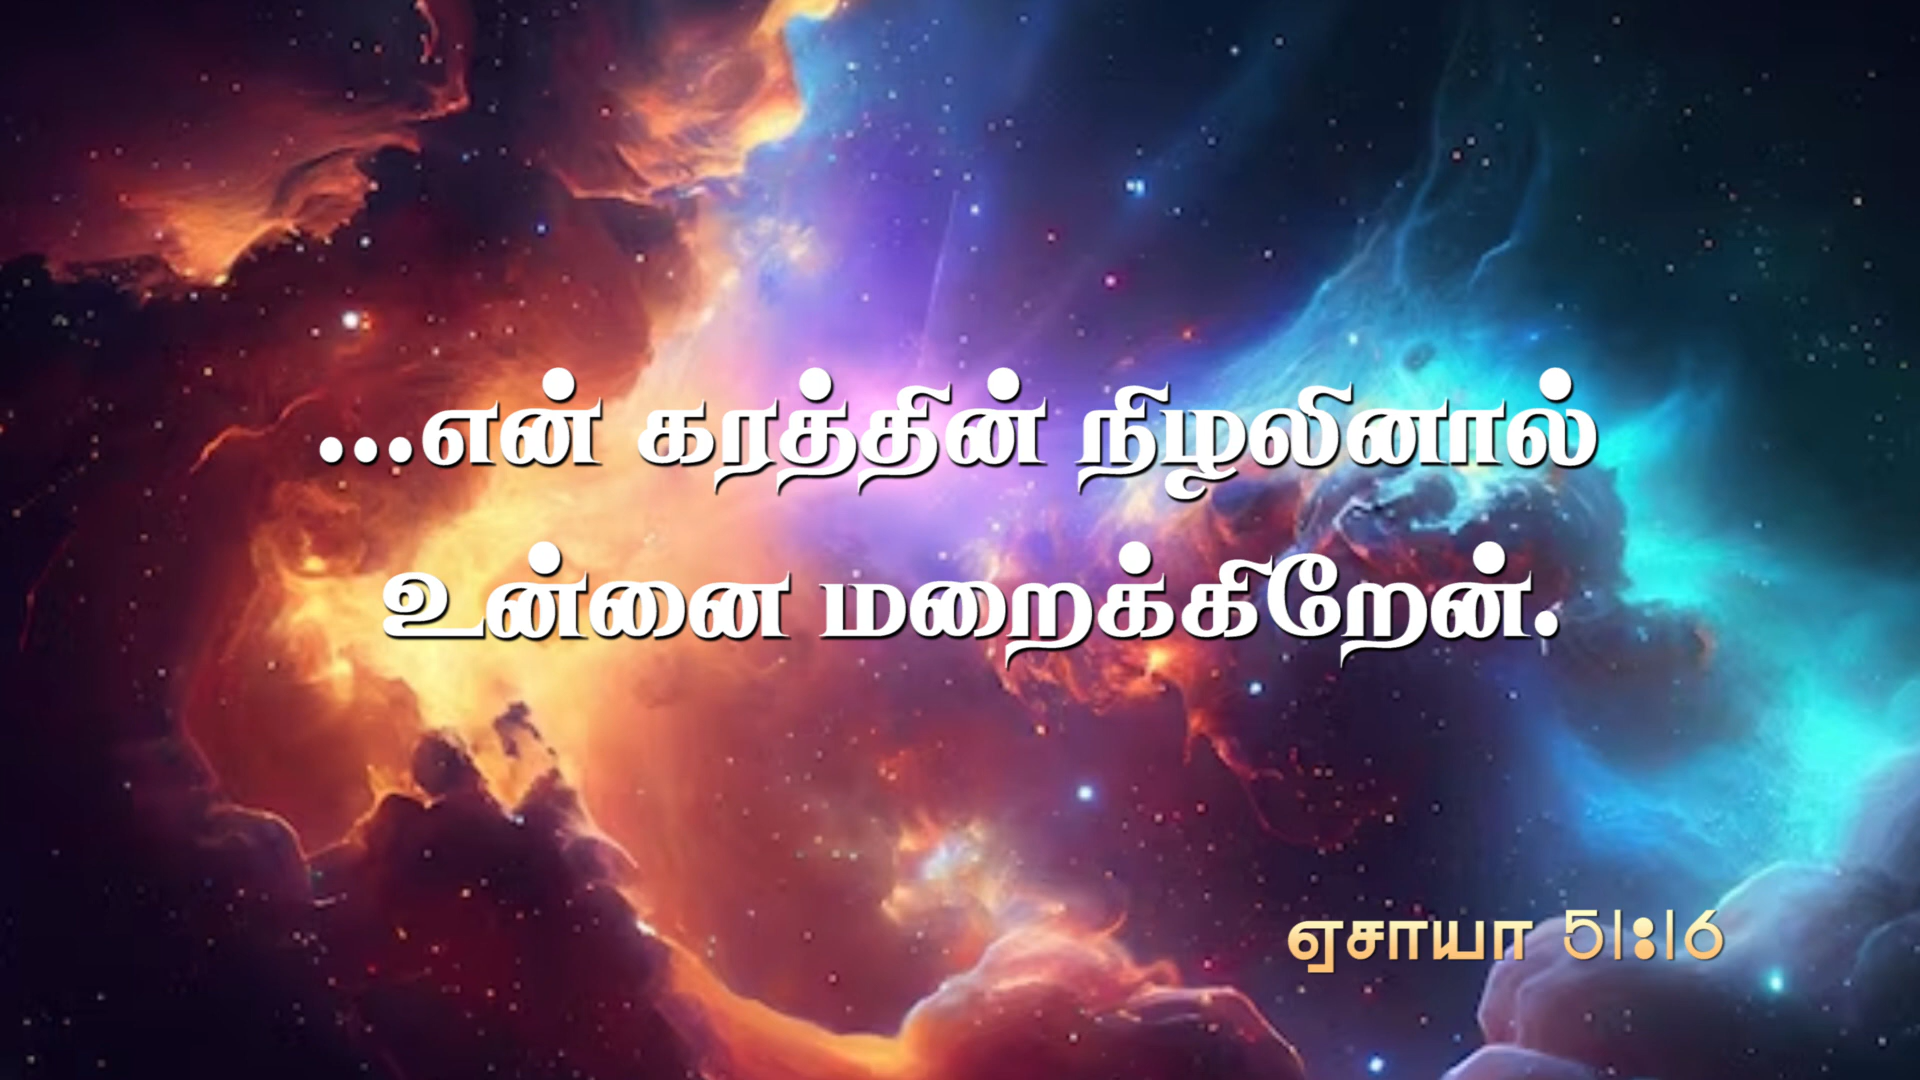 ...என் கரத்தின் நிழலினால்
உன்னை மறைக்கிறேன்.
ஏசாயா 51:16